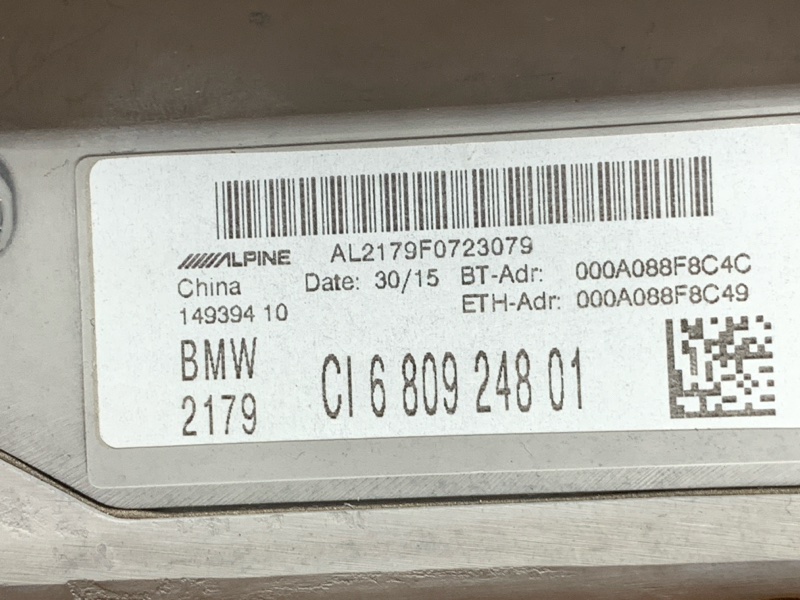 AL2179F0723079
ALPINE
China Date: 30/15 BT-Adr: 000A088F8C4C
149394 10 ETH-Adr: 000A088F8C49
BMW
2179 CI 6 809 248 01